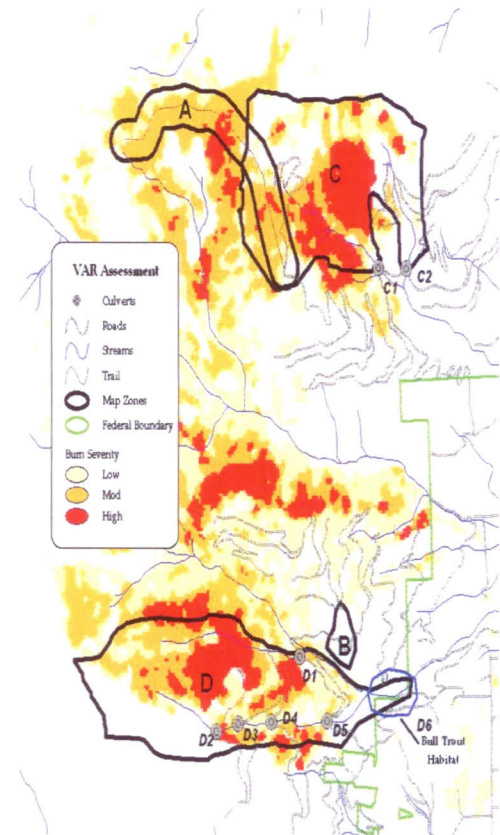 A
C
C1 C2
VAR Assessment
Culverts
Roads
Streams
Trail
Map Zones
Federal Boundary
Burn Severity
Low
Mod
High
B
D1
D
D2 D3 D4 D5
D6
Bull Trout
Habitat